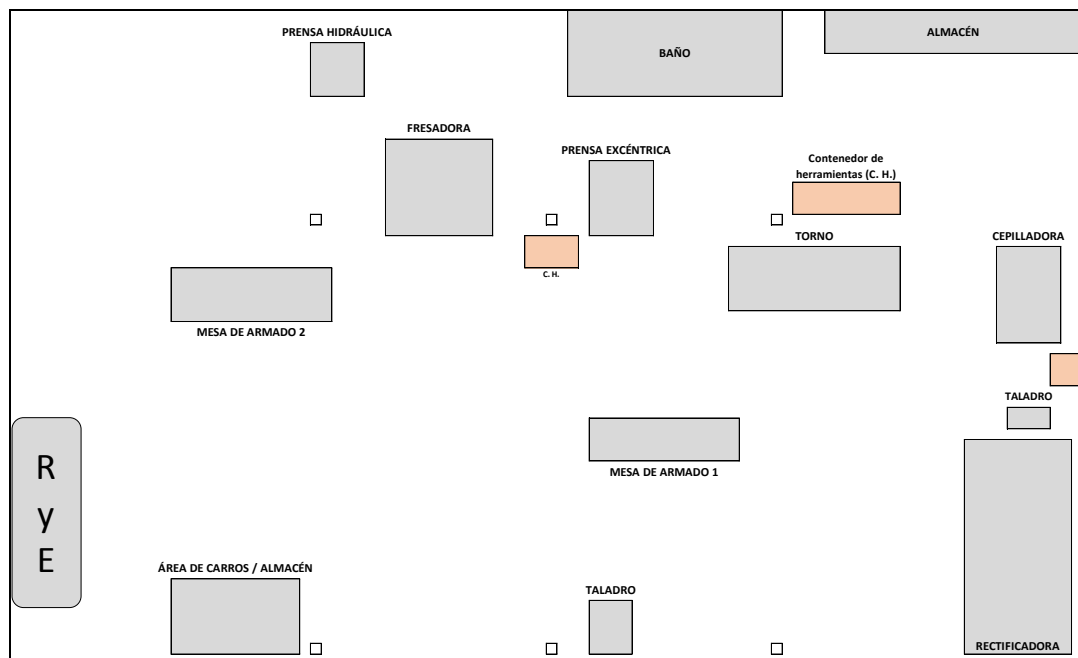 PRENSA HIDRÁULICA
BAÑO
ALMACÉN
FRESADORA
PRENSA EXCÉNTRICA
Contenedor de
herramientas (C. H.)
TORNO
CEPILLADORA
C. H.
MESA DE ARMADO 2
TALADRO
R
y
E
MESA DE ARMADO 1
ÁREA DE CARROS / ALMACÉN
TALADRO
RECTIFICADORA